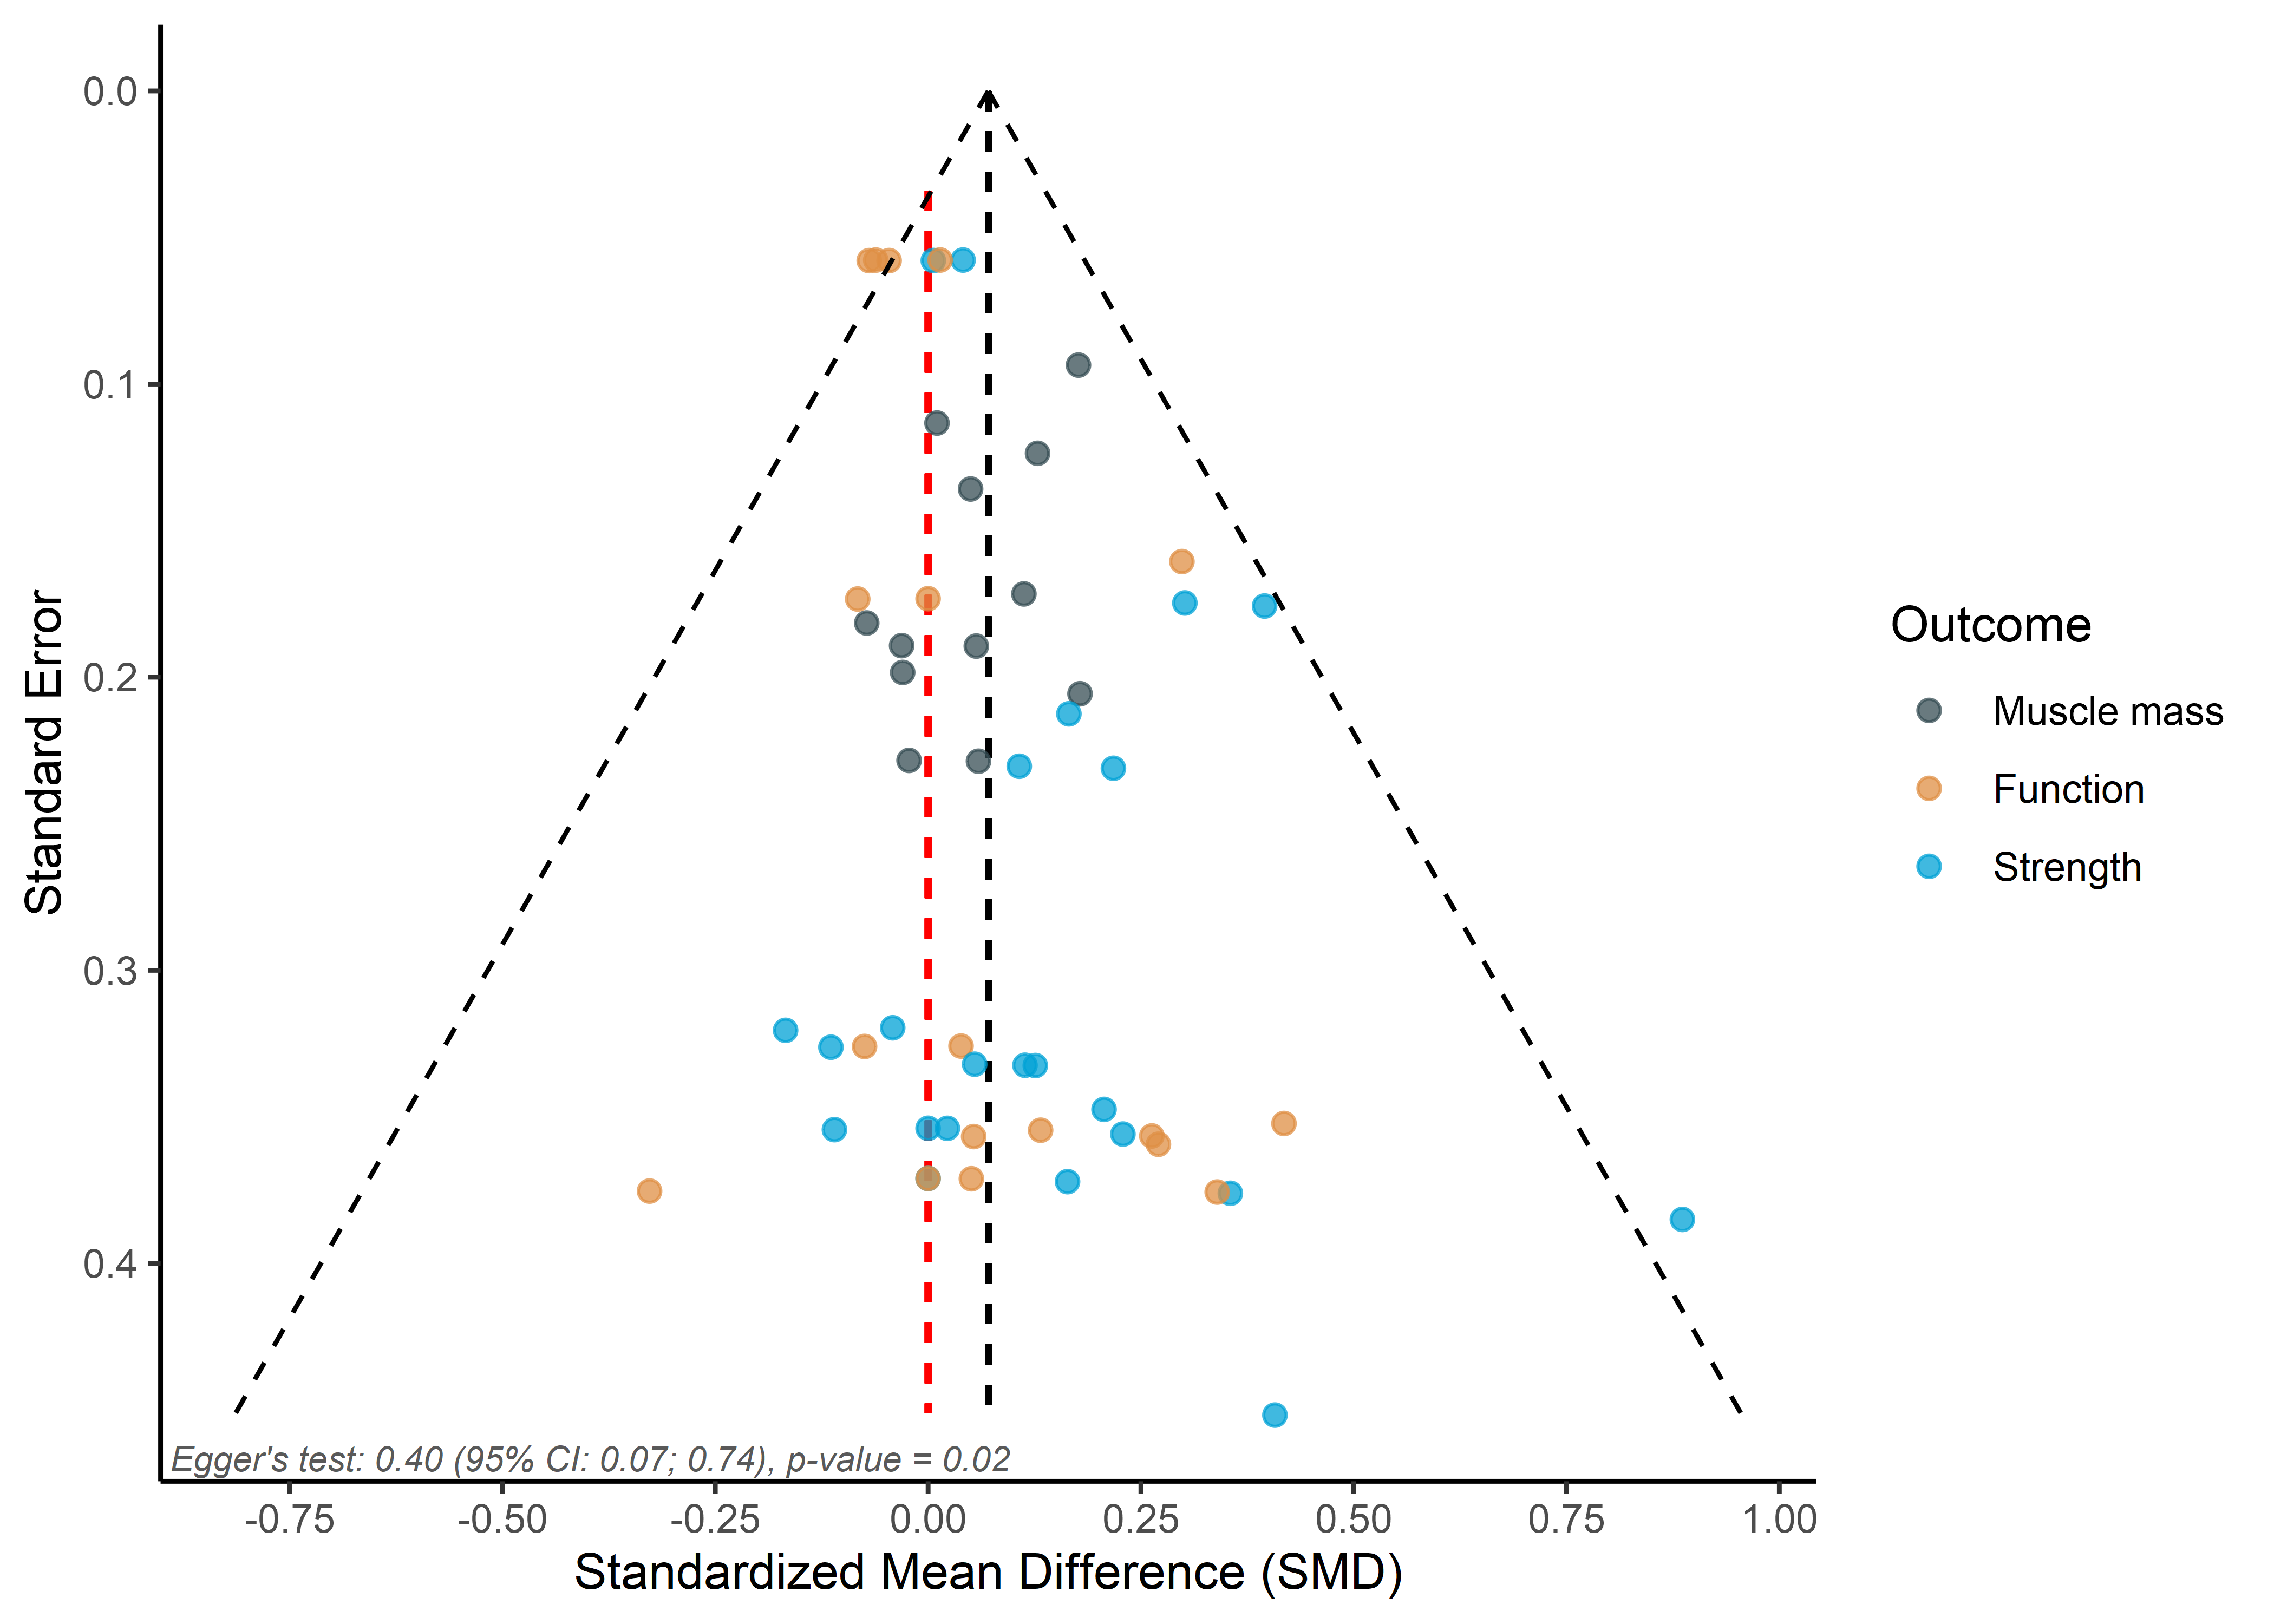 0.0
0.1
0.2
0.3
0.4
Standard Error
Egger's test: 0.40 (95% CI: 0.07; 0.74), p-value = 0.02
-0.75 -0.50 -0.25 0.00 0.25 0.50 0.75 1.00
Standardized Mean Difference (SMD)
Outcome
Muscle mass
Function
Strength